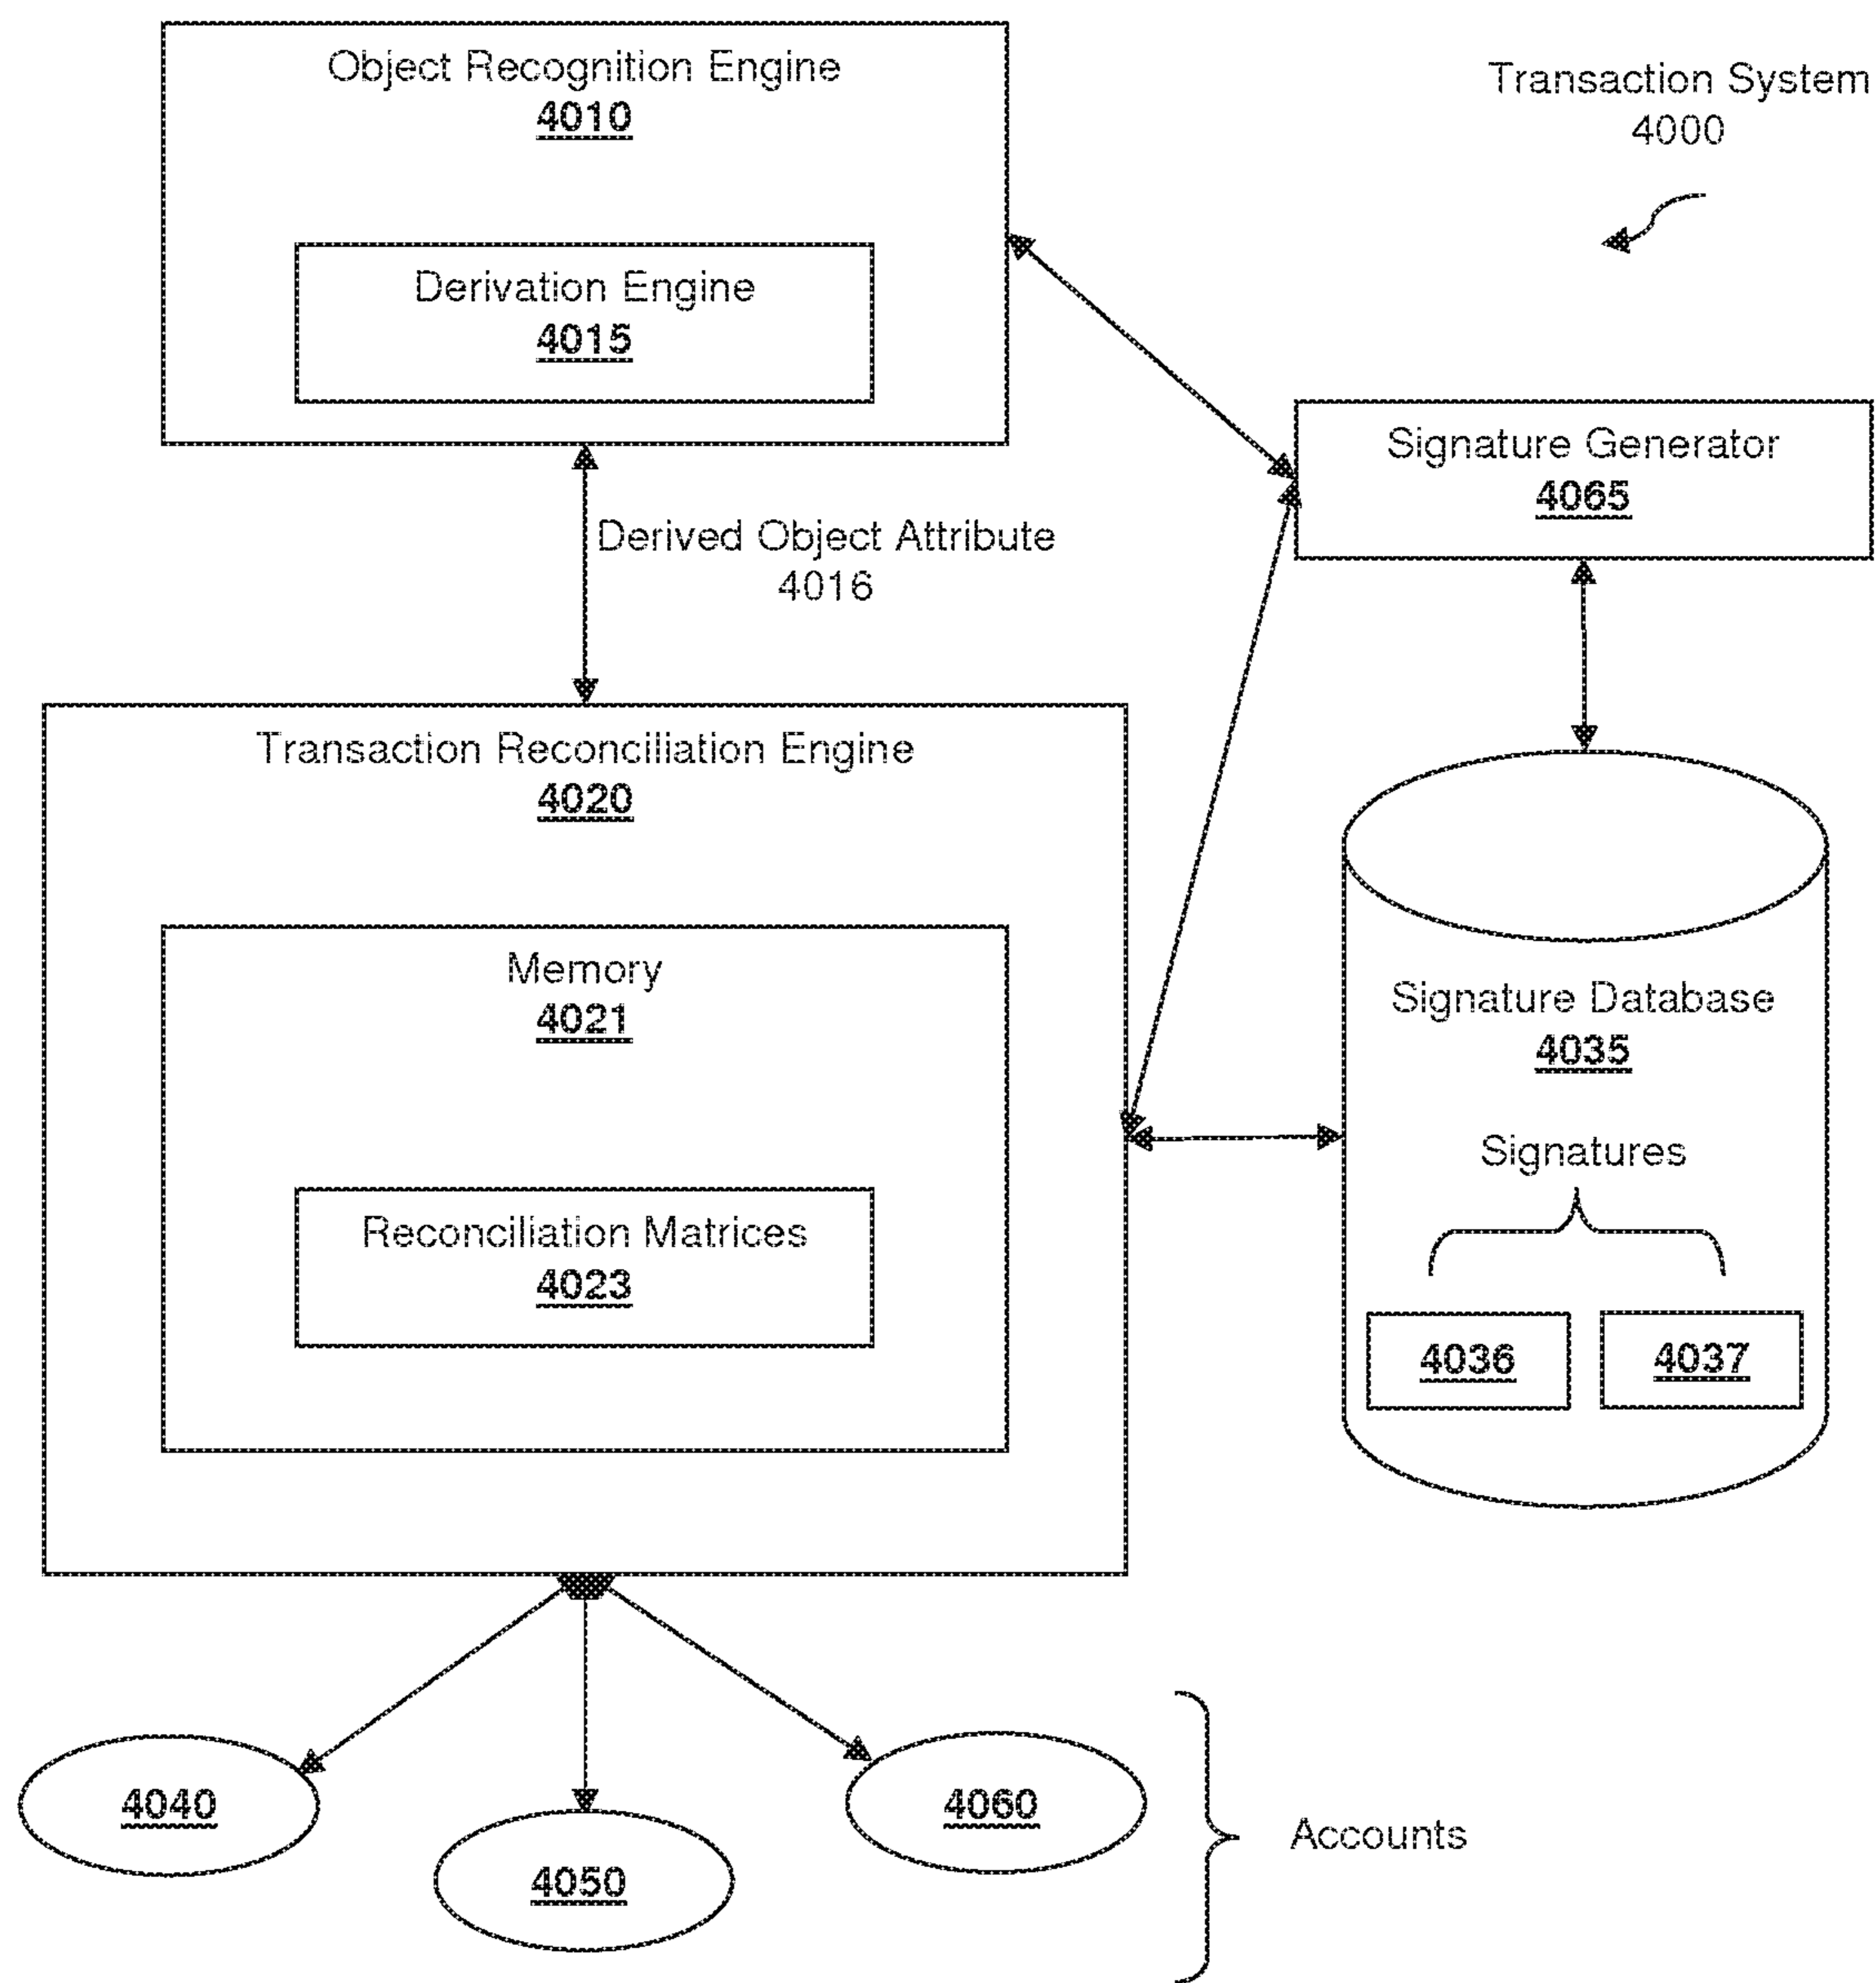 Object Recognition Engine
4010
Transaction System
4000
Derivation Engine
4015
Signature Generator
4065
Derived Object Attribute
4016
Transaction Reconciliation Engine
4020
Memory
4021
Signature Database
4035
Signatures
Reconciliation Matrices
4023
4036
4037
4040
4050
4060
Accounts